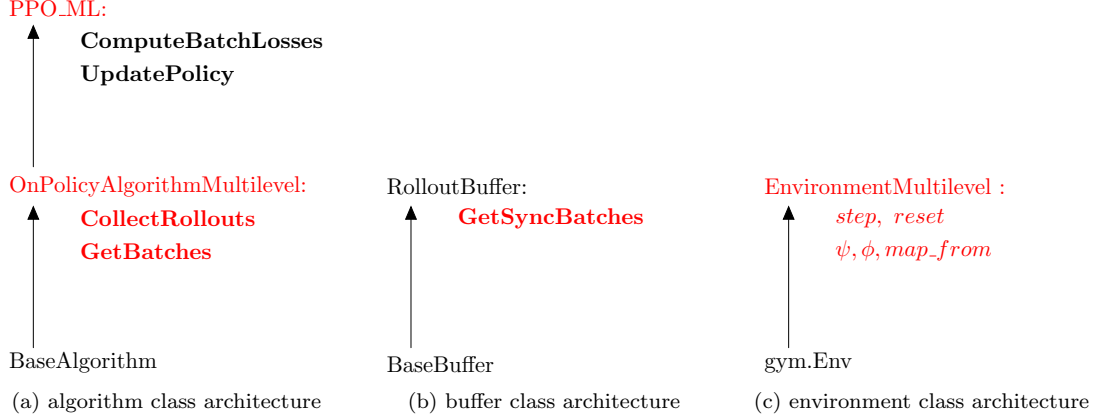 PPO_ML:
ComputeBatchLosses
UpdatePolicy
OnPolicyAlgorithmMultilevel:
CollectRollouts
GetBatches
BaseAlgorithm
(a) algorithm class architecture
RolloutBuffer:
GetSyncBatches
BaseBuffer
(b) buffer class architecture
EnvironmentMultilevel :
step, reset
ψ, ϕ, map_from
gym.Env
(c) environment class architecture